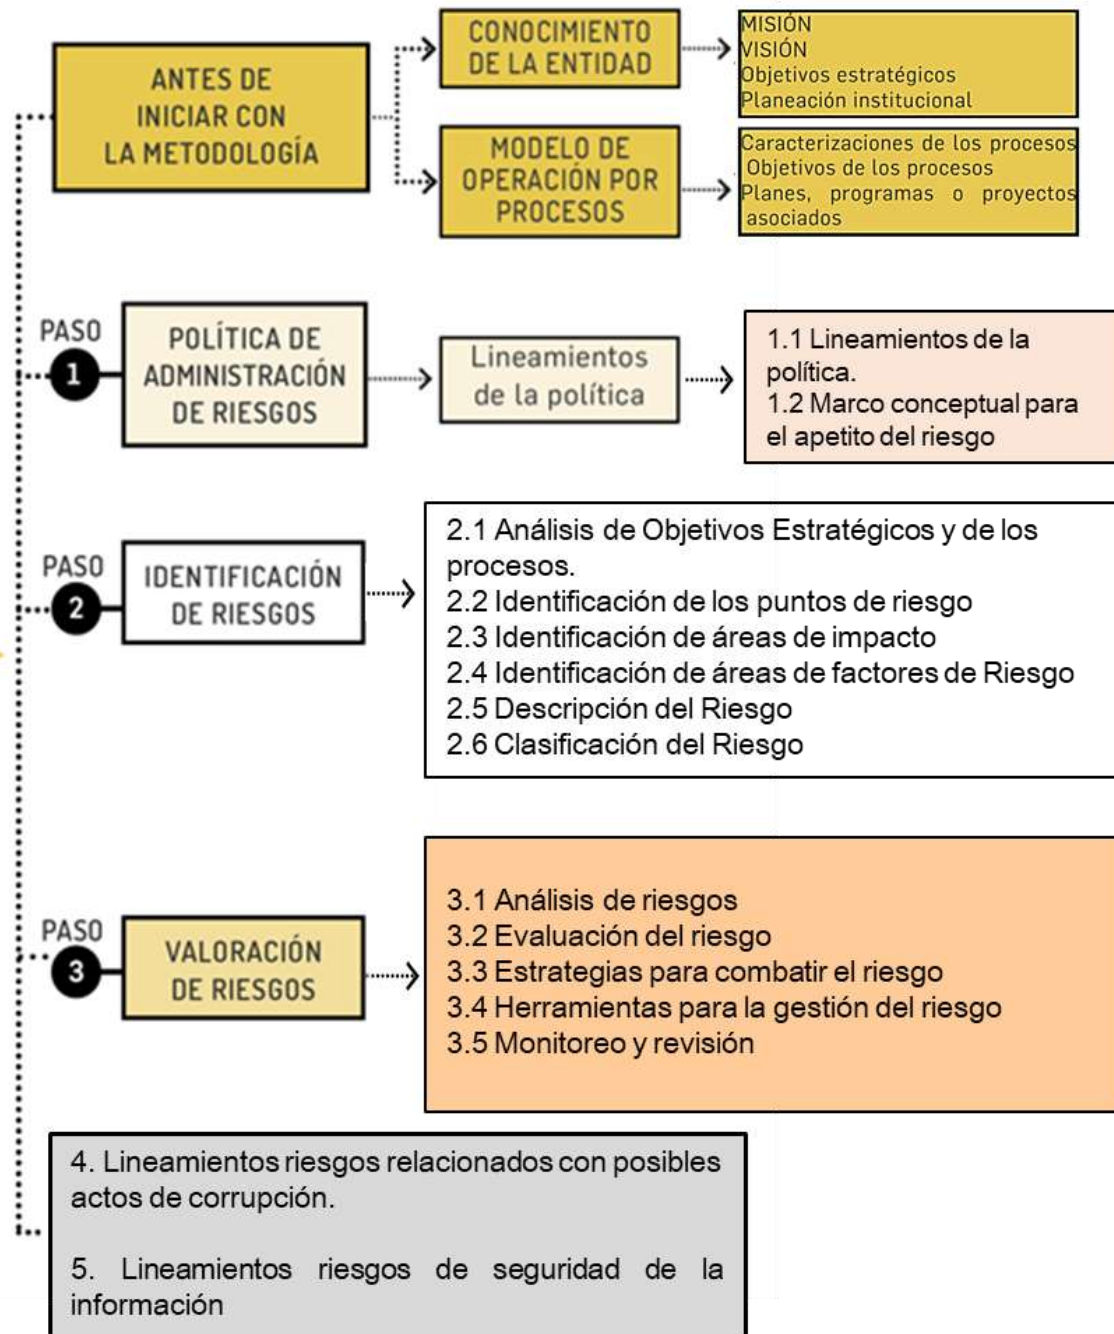 ANTES DE
INICIAR CON
LA METODOLOGÍA
CONOCIMIENTO
DE LA ENTIDAD
MISIÓN
VISIÓN
Objetivos estratégicos
Planeación institucional
MODELO DE
OPERACIÓN POR
PROCESOS
Caracterizaciones de los procesos
Objetivos de los procesos
Planes, programas o proyectos
asociados
PASO
1
POLÍTICA DE
ADMINISTRACIÓN
DE RIESGOS
Lineamientos
de la política
1.1 Lineamientos de la
política.
1.2 Marco conceptual para
el apetito del riesgo
PASO
2
IDENTIFICACIÓN
DE RIESGOS
2.1 Análisis de Objetivos Estratégicos y de los
procesos.
2.2 Identificación de los puntos de riesgo
2.3 Identificación de áreas de impacto
2.4 Identificación de áreas de factores de Riesgo
2.5 Descripción del Riesgo
2.6 Clasificación del Riesgo
PASO
3
VALORACIÓN
DE RIESGOS
3.1 Análisis de riesgos
3.2 Evaluación del riesgo
3.3 Estrategias para combatir el riesgo
3.4 Herramientas para la gestión del riesgo
3.5 Monitoreo y revisión
4. Lineamientos riesgos relacionados con posibles
actos de corrupción.
5. Lineamientos riesgos de seguridad de la
información